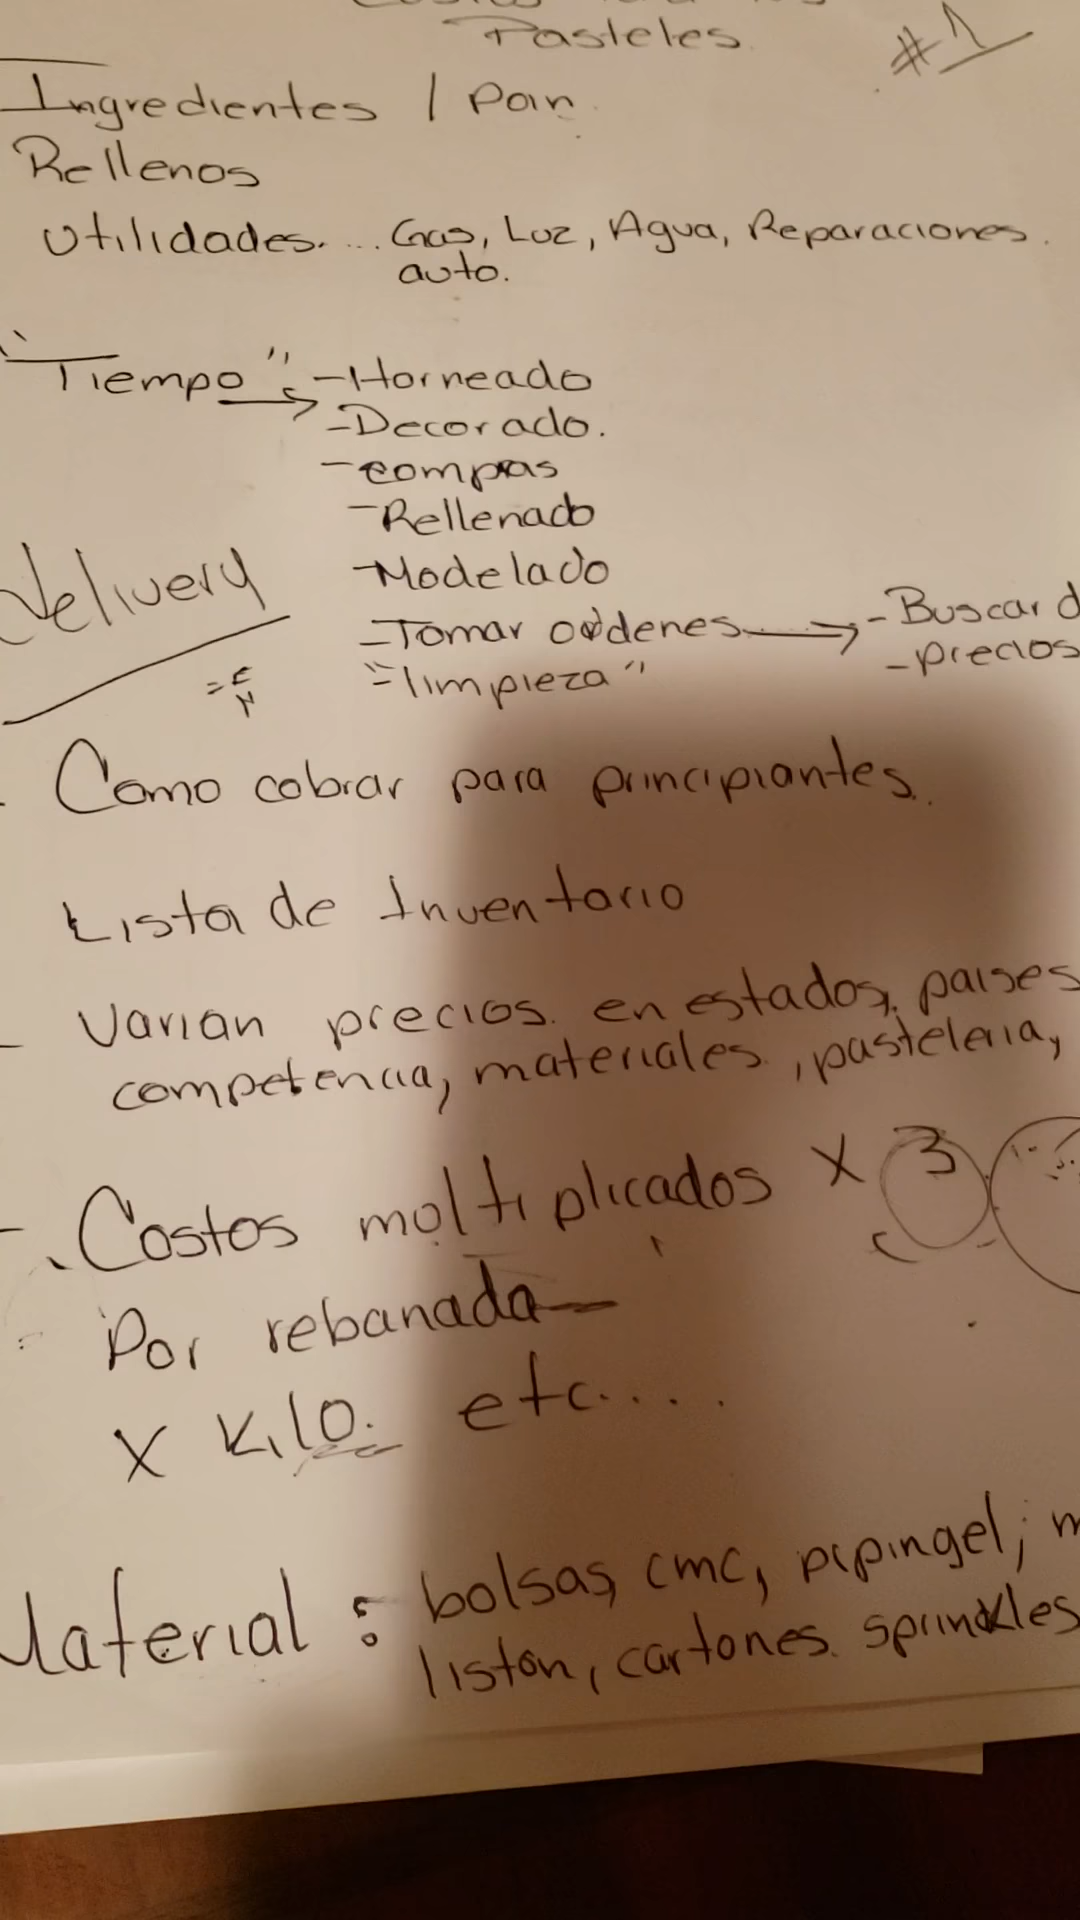 Pasteles
#1
Ingredientes / Pan
Rellenos
Utilidades.... Gas, Luz, Agua, Reparaciones.
auto.
"Tiempo" → -Horneado
-Decorado.
-compras
-Rellenado
Delivery
-Modelado
-Tomar ordenes → -Buscar d
-precios
-"limpieza"
Como cobrar para principiantes.
Lista de Inventario
- Varian precios. en estados, paises
competencia, materiales, pasteleria,
- Costos moltiplicados X 3
Por rebanada
X Kilo. etc....
Material: bolsas, cmc, pipingel, m
liston, cartones. sprinkles